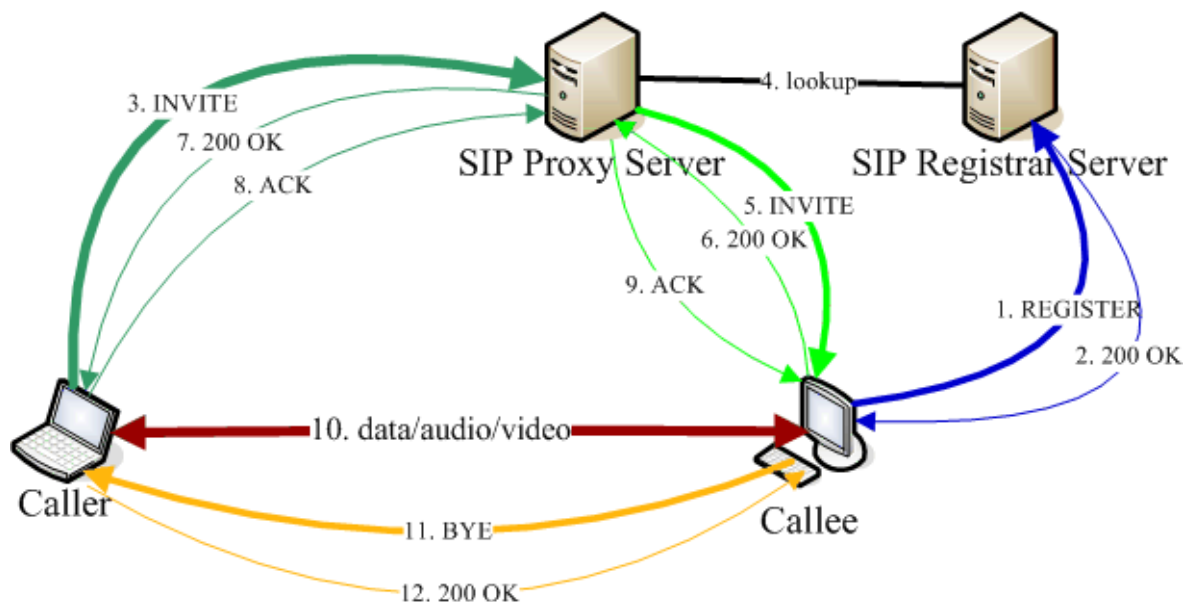 3. INVITE
4. lookup
7. 200 OK
SIP Proxy Server
SIP Registrar Server
8. ACK
5. INVITE
6. 200 OK
9. ACK
1. REGISTER
2. 200 OK
10. data/audio/video
Caller
Callee
11. BYE
12. 200 OK